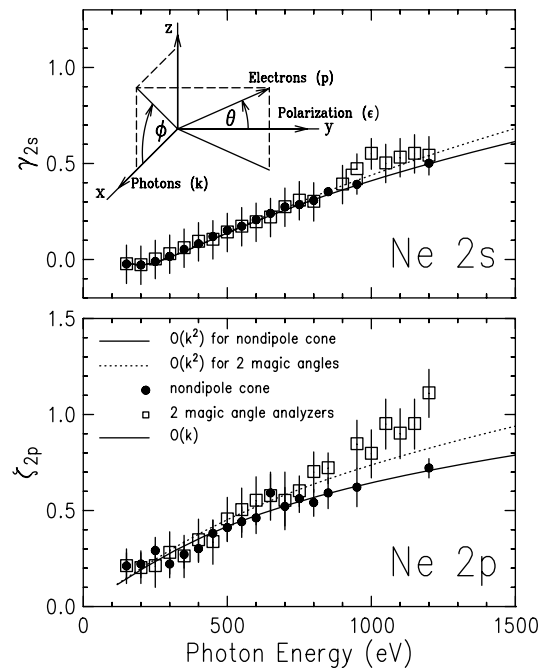 1.0
0.5
0.0
γ2s
z
Electrons (p)
Polarization (ϵ)
θ
y
ϕ
x
Photons (k)
Ne 2s
1.5
1.0
0.5
0.0
ζ2p
O(k²) for nondipole cone
O(k²) for 2 magic angles
nondipole cone
2 magic angle analyzers
O(k)
Ne 2p
0 500 1000 1500
Photon Energy (eV)